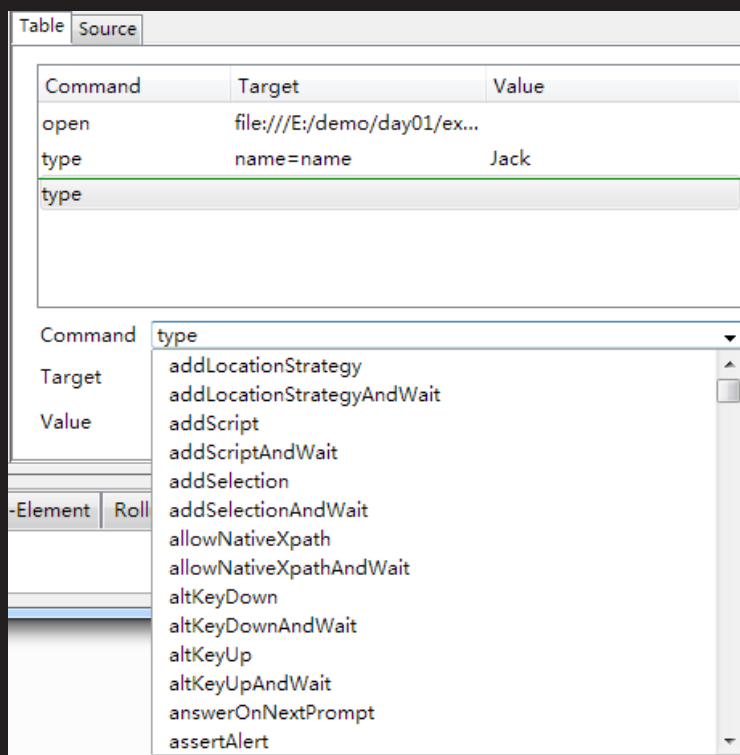 Table Source
Command Target Value
open file:///E:/demo/day01/ex...
type name=name Jack
type
Command type
Target
Value
addLocationStrategy
addLocationStrategyAndWait
addScript
addScriptAndWait
addSelection
addSelectionAndWait
-Element Roll
allowNativeXpath
allowNativeXpathAndWait
altKeyDown
altKeyDownAndWait
altKeyUp
altKeyUpAndWait
answerOnNextPrompt
assertAlert